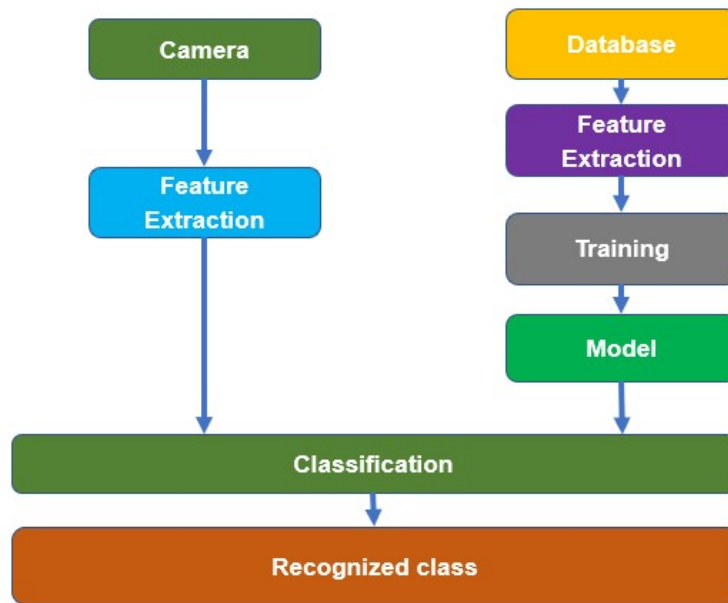 Camera
Database
Feature
Extraction
Feature
Extraction
Training
Model
Classification
Recognized class